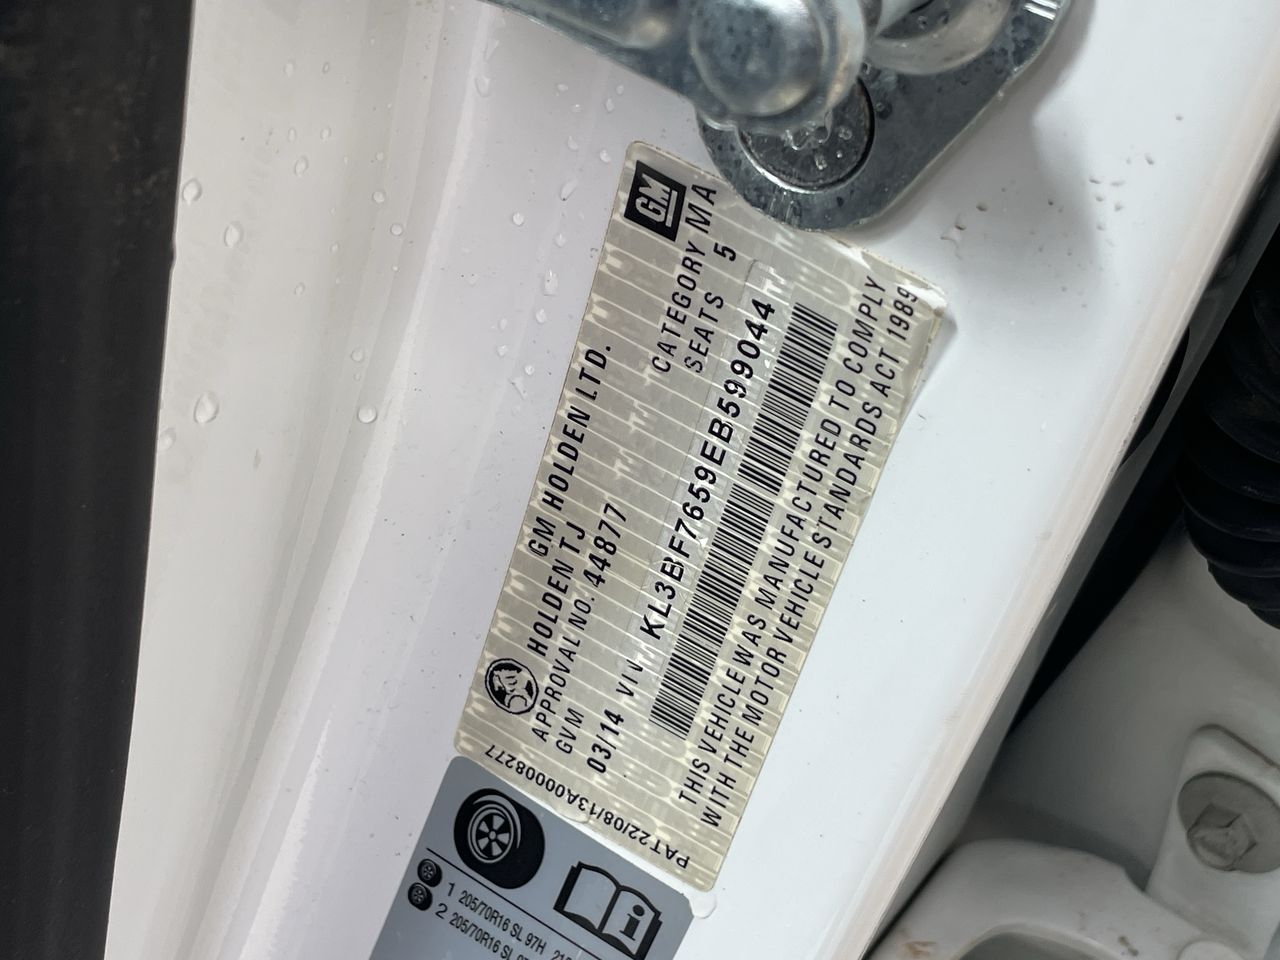 GM
GM HOLDEN LTD.
HOLDEN TJ
CATEGORY MA
APPROVAL NO. 44877
SEATS 5
GVM
03/14 VIN KL3BF7659EB599044
THIS VEHICLE WAS MANUFACTURED TO COMPLY
WITH THE MOTOR VEHICLE STANDARDS ACT 1989
PAT22/08/13A00008277
1 205/70R16 SL 97H
2 205/70R16 SL
i